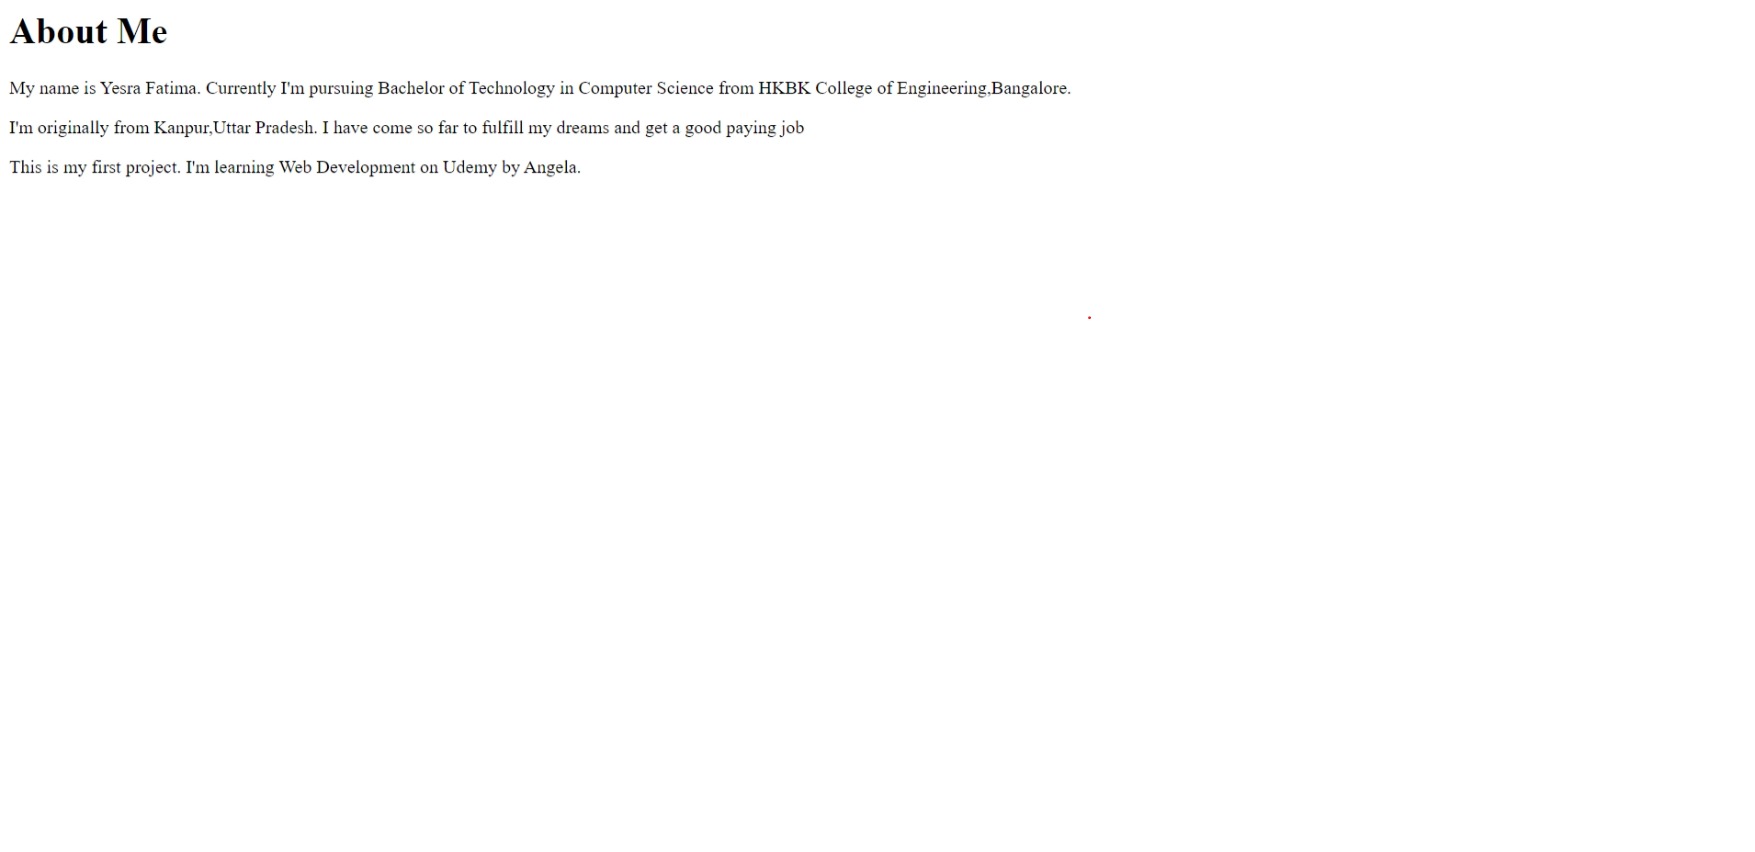 About Me
My name is Yesra Fatima. Currently I'm pursuing Bachelor of Technology in Computer Science from HKBK College of Engineering,Bangalore.
I'm originally from Kanpur,Uttar Pradesh. I have come so far to fulfill my dreams and get a good paying job
This is my first project. I'm learning Web Development on Udemy by Angela.